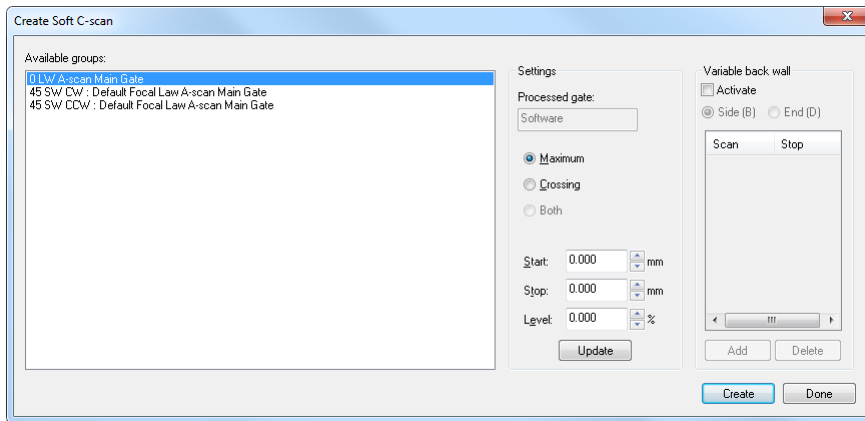 Create Soft C-scan
Available groups:
0 LW A-scan Main Gate
45 SW CW : Default Focal Law A-scan Main Gate
45 SW CCW : Default Focal Law A-scan Main Gate
Settings
Processed gate:
Software
Maximum
Crossing
Both
Start: 0.000 mm
Stop: 0.000 mm
Level: 0.000 %
Update
Variable back wall
Activate
Side (B) End (D)
Scan Stop
Add Delete
Create Done